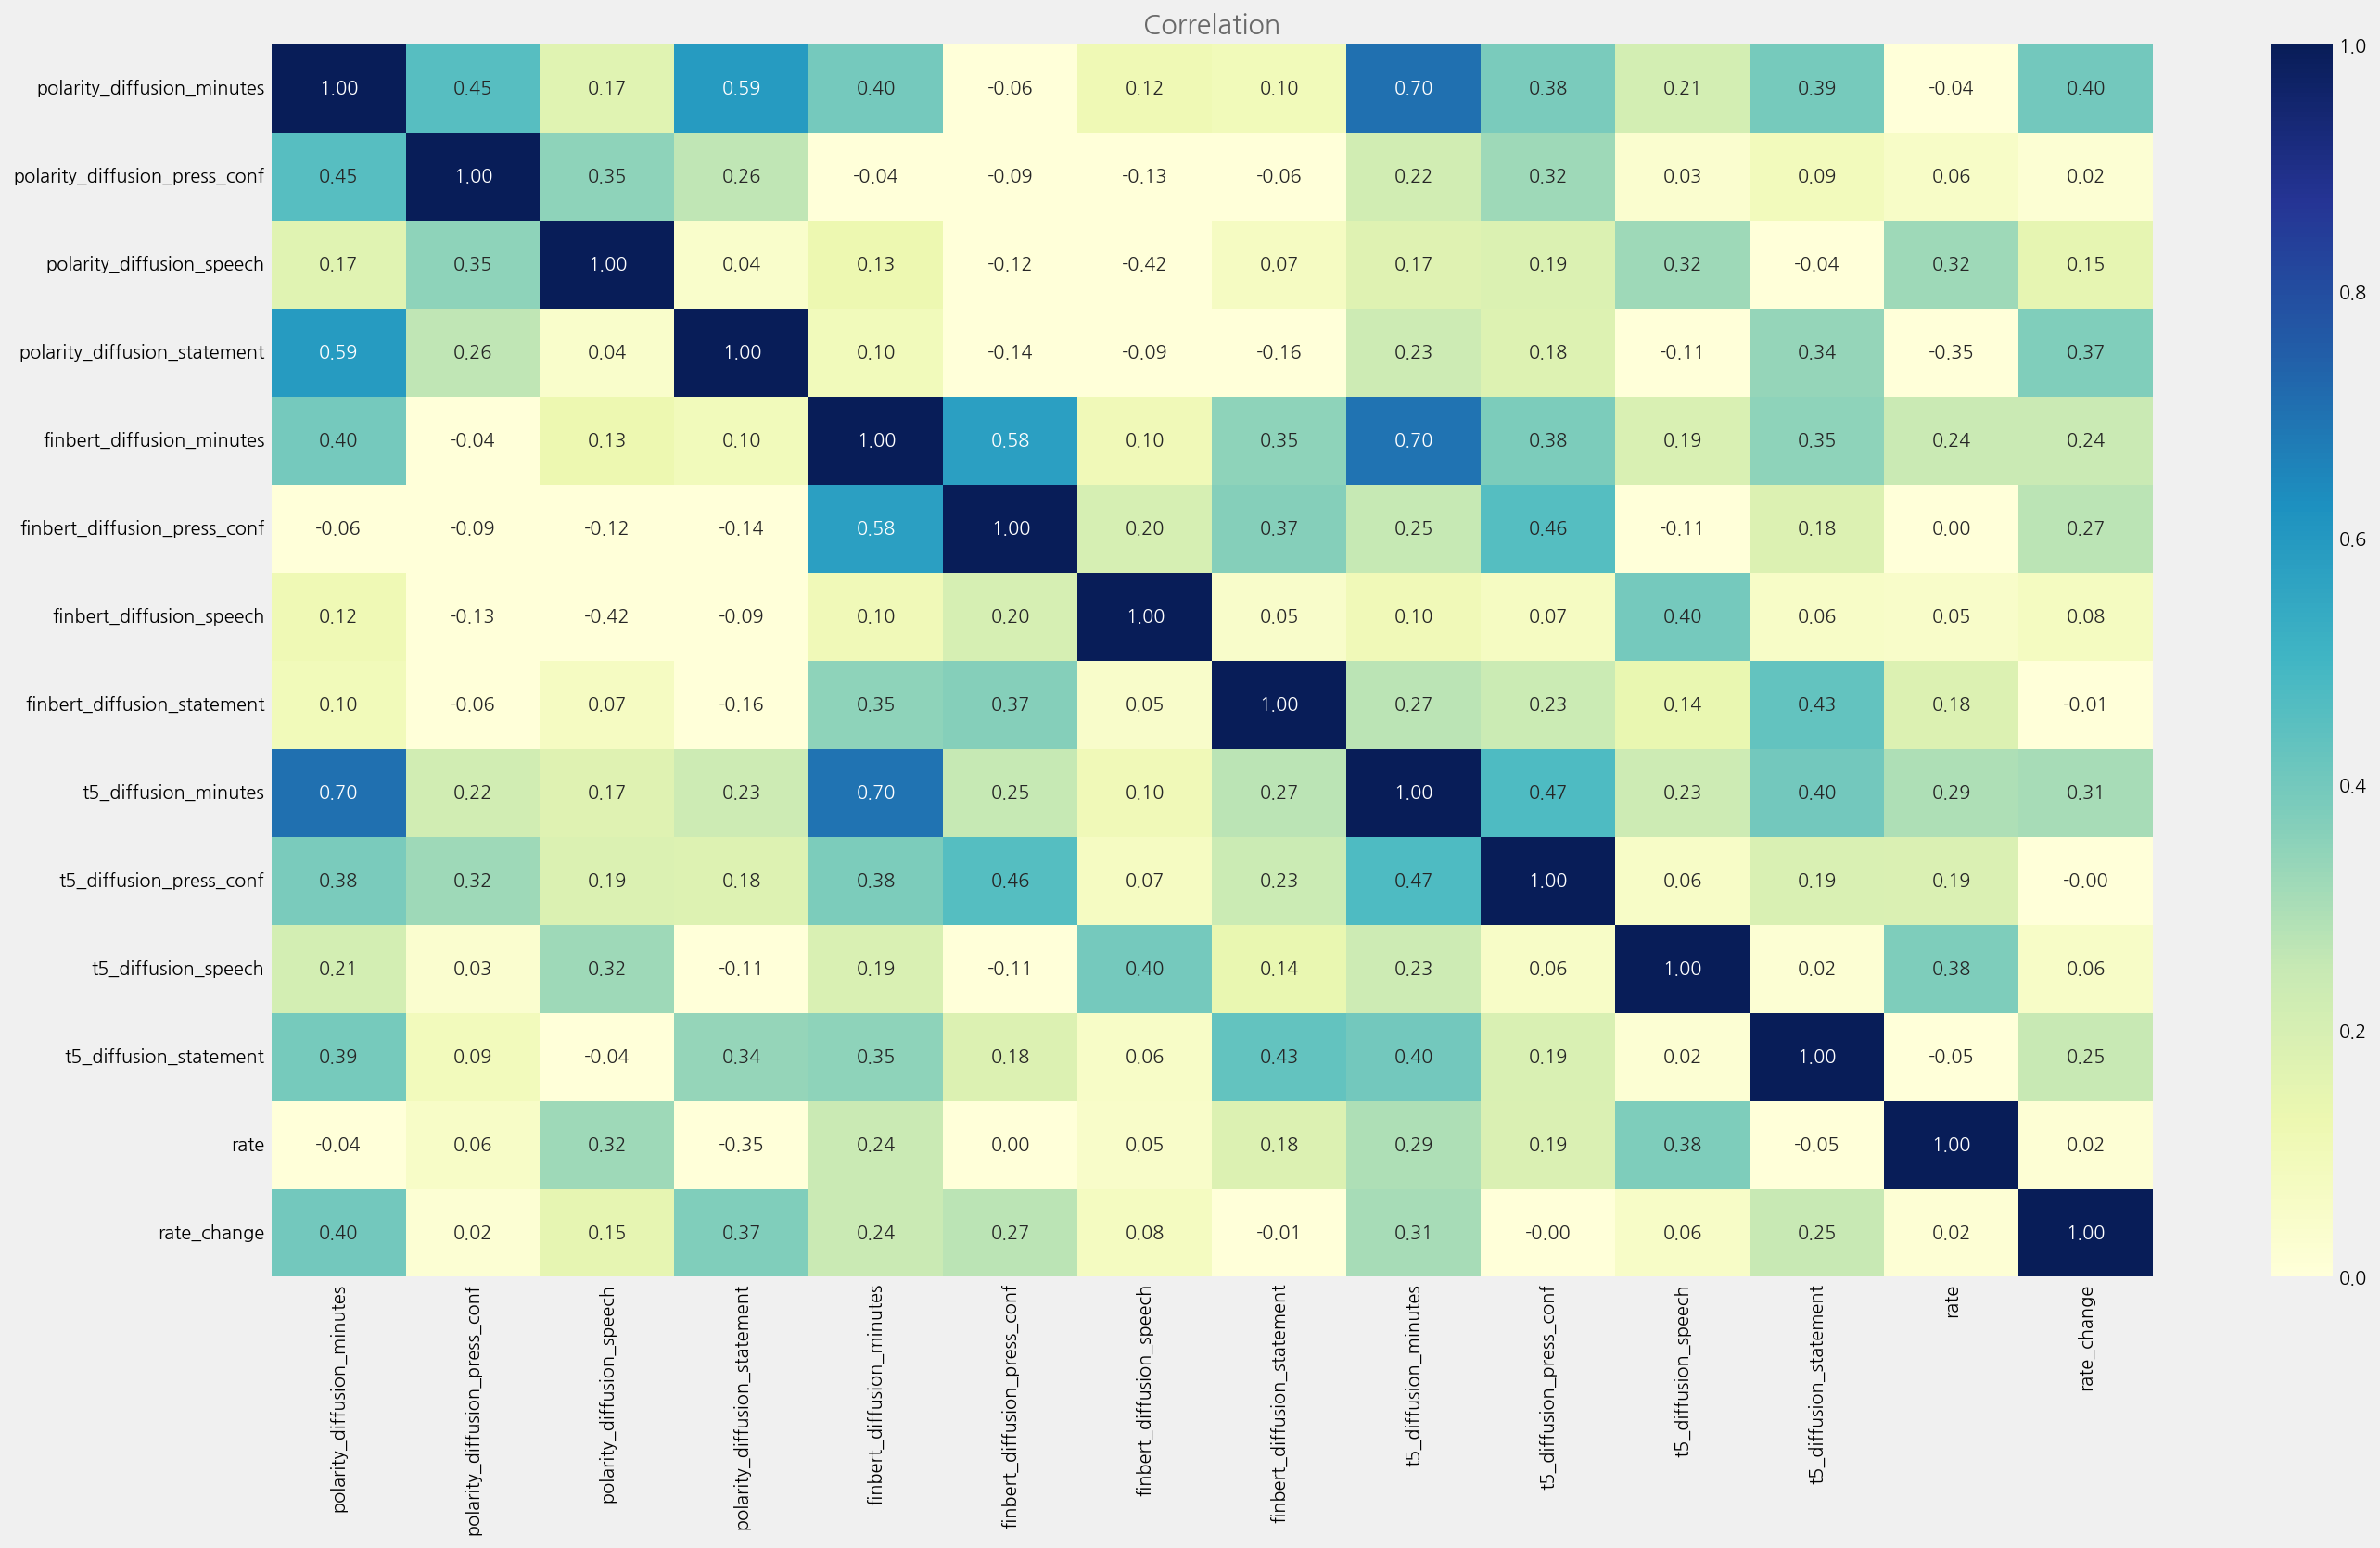 Correlation
polarity_diffusion_minutes 1.00 0.45 0.17 0.59 0.40 -0.06 0.12 0.10 0.70 0.38 0.21 0.39 -0.04 0.40
polarity_diffusion_press_conf 0.45 1.00 0.35 0.26 -0.04 -0.09 -0.13 -0.06 0.22 0.32 0.03 0.09 0.06 0.02
polarity_diffusion_speech 0.17 0.35 1.00 0.04 0.13 -0.12 -0.42 0.07 0.17 0.19 0.32 -0.04 0.32 0.15
polarity_diffusion_statement 0.59 0.26 0.04 1.00 0.10 -0.14 -0.09 -0.16 0.23 0.18 -0.11 0.34 -0.35 0.37
finbert_diffusion_minutes 0.40 -0.04 0.13 0.10 1.00 0.58 0.10 0.35 0.70 0.38 0.19 0.35 0.24 0.24
finbert_diffusion_press_conf -0.06 -0.09 -0.12 -0.14 0.58 1.00 0.20 0.37 0.25 0.46 -0.11 0.18 0.00 0.27
finbert_diffusion_speech 0.12 -0.13 -0.42 -0.09 0.10 0.20 1.00 0.05 0.10 0.07 0.40 0.06 0.05 0.08
finbert_diffusion_statement 0.10 -0.06 0.07 -0.16 0.35 0.37 0.05 1.00 0.27 0.23 0.14 0.43 0.18 -0.01
t5_diffusion_minutes 0.70 0.22 0.17 0.23 0.70 0.25 0.10 0.27 1.00 0.47 0.23 0.40 0.29 0.31
t5_diffusion_press_conf 0.38 0.32 0.19 0.18 0.38 0.46 0.07 0.23 0.47 1.00 0.06 0.19 0.19 -0.00
t5_diffusion_speech 0.21 0.03 0.32 -0.11 0.19 -0.11 0.40 0.14 0.23 0.06 1.00 0.02 0.38 0.06
t5_diffusion_statement 0.39 0.09 -0.04 0.34 0.35 0.18 0.06 0.43 0.40 0.19 0.02 1.00 -0.05 0.25
rate -0.04 0.06 0.32 -0.35 0.24 0.00 0.05 0.18 0.29 0.19 0.38 -0.05 1.00 0.02
rate_change 0.40 0.02 0.15 0.37 0.24 0.27 0.08 -0.01 0.31 -0.00 0.06 0.25 0.02 1.00
polarity_diffusion_minutes
polarity_diffusion_press_conf
polarity_diffusion_speech
polarity_diffusion_statement
finbert_diffusion_minutes
finbert_diffusion_press_conf
finbert_diffusion_speech
finbert_diffusion_statement
t5_diffusion_minutes
t5_diffusion_press_conf
t5_diffusion_speech
t5_diffusion_statement
rate
rate_change
1.0
0.8
0.6
0.4
0.2
0.0